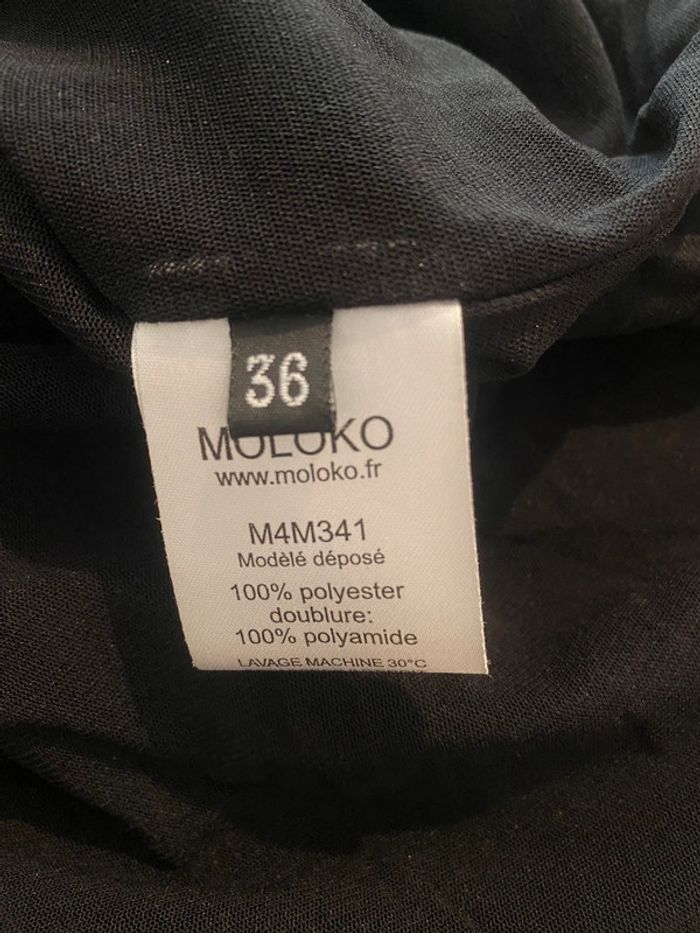 36
MOLOKO
www.moloko.fr
M4M341
Modèlé déposé
100% polyester
doublure:
100% polyamide
LAVAGE MACHINE 30°C